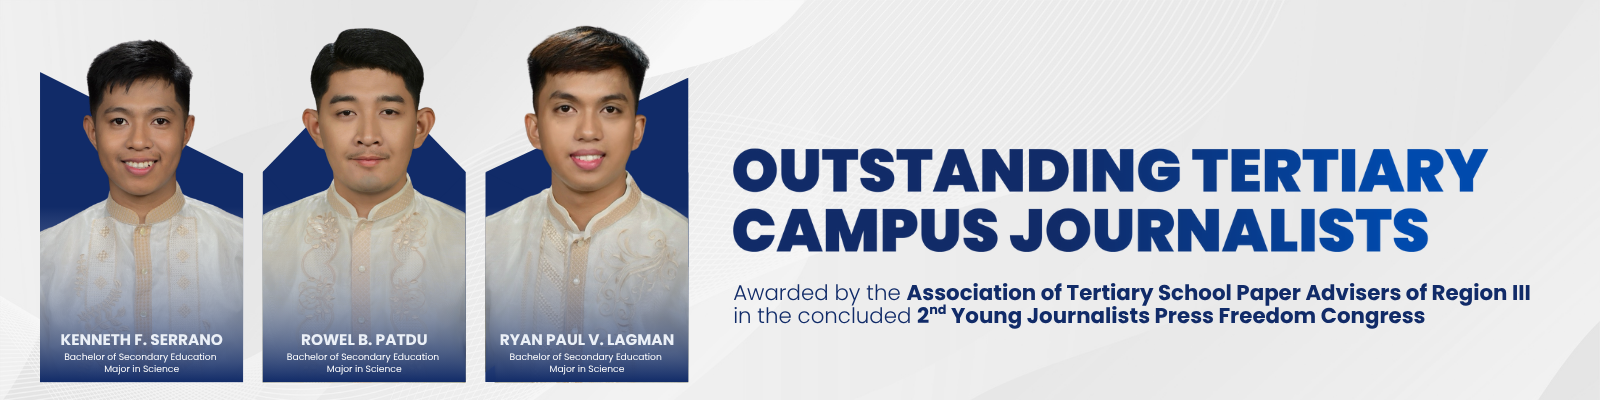 KENNETH F. SERRANO
Bachelor of Secondary Education
Major in Science
ROWEL B. PATDU
Bachelor of Secondary Education
Major in Science
RYAN PAUL V. LAGMAN
Bachelor of Secondary Education
Major in Science
OUTSTANDING TERTIARY
CAMPUS JOURNALISTS
Awarded by the Association of Tertiary School Paper Advisers of Region III
in the concluded 2nd Young Journalists Press Freedom Congress